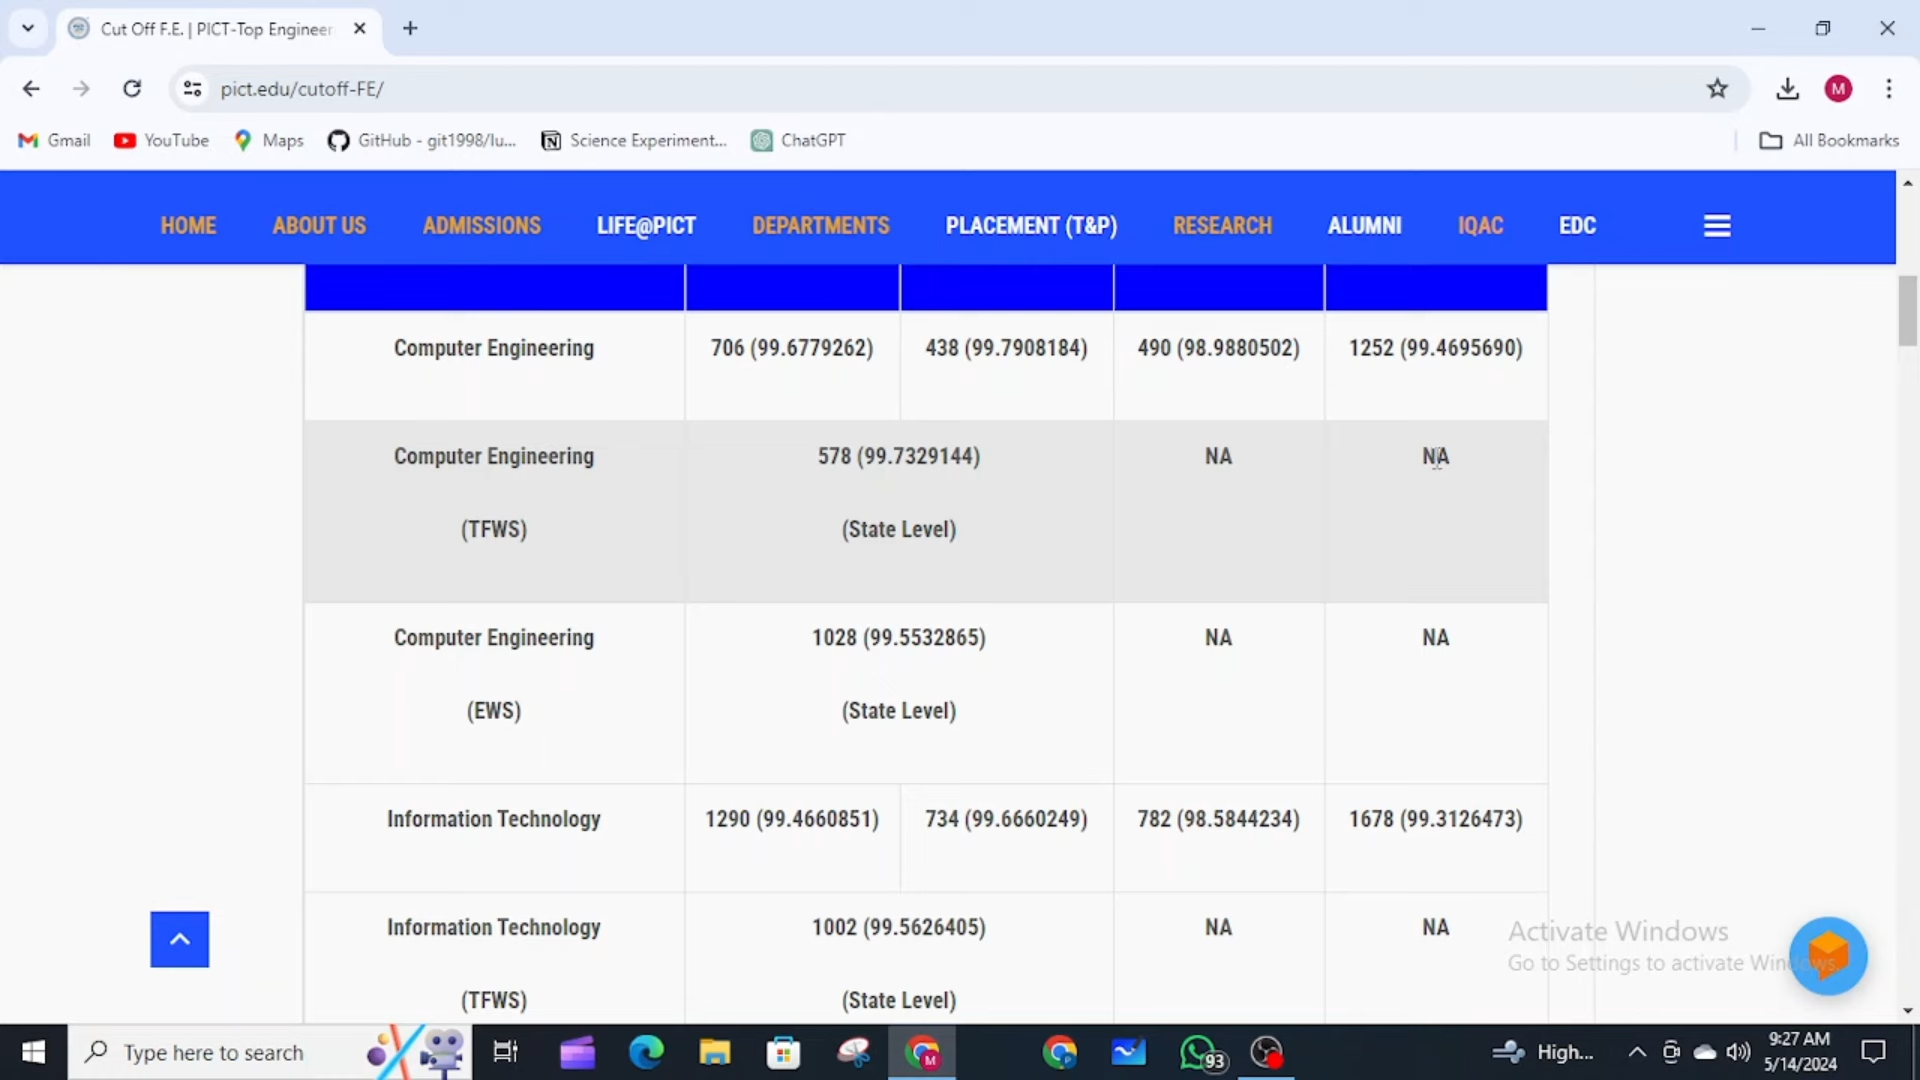 Cut Off F.E. | PICT-Top Engineer
pict.edu/cutoff-FE/
M
Gmail YouTube Maps GitHub - git1998/lu... Science Experiment... ChatGPT All Bookmarks
HOME ABOUT US ADMISSIONS LIFE@PICT DEPARTMENTS PLACEMENT (T&P) RESEARCH ALUMNI IQAC EDC
Computer Engineering 706 (99.6779262) 438 (99.7908184) 490 (98.9880502) 1252 (99.4695690)
Computer Engineering 578 (99.7329144) NA NA
(TFWS) (State Level)
Computer Engineering 1028 (99.5532865) NA NA
(EWS) (State Level)
Information Technology 1290 (99.4660851) 734 (99.6660249) 782 (98.5844234) 1678 (99.3126473)
Information Technology 1002 (99.5626405) NA NA
(TFWS) (State Level)
Activate Windows
Go to Settings to activate Windows.
Type here to search
93
High...
9:27 AM
5/14/2024